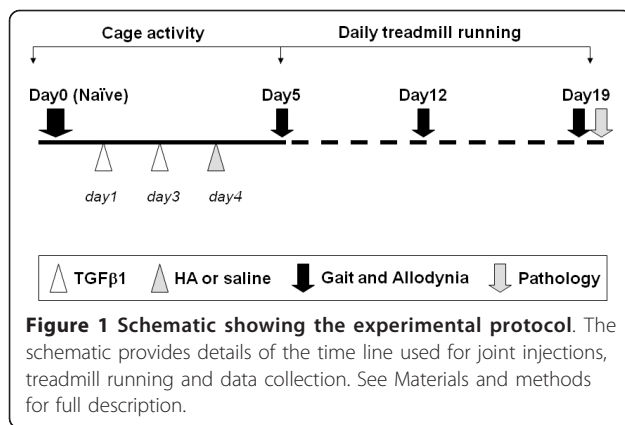 Cage activity Daily treadmill running
Day0 (Naïve) Day5 Day12 Day19
day1 day3 day4
TGFβ1 HA or saline Gait and Allodynia Pathology
Figure 1 Schematic showing the experimental protocol. The
schematic provides details of the time line used for joint injections,
treadmill running and data collection. See Materials and methods
for full description.